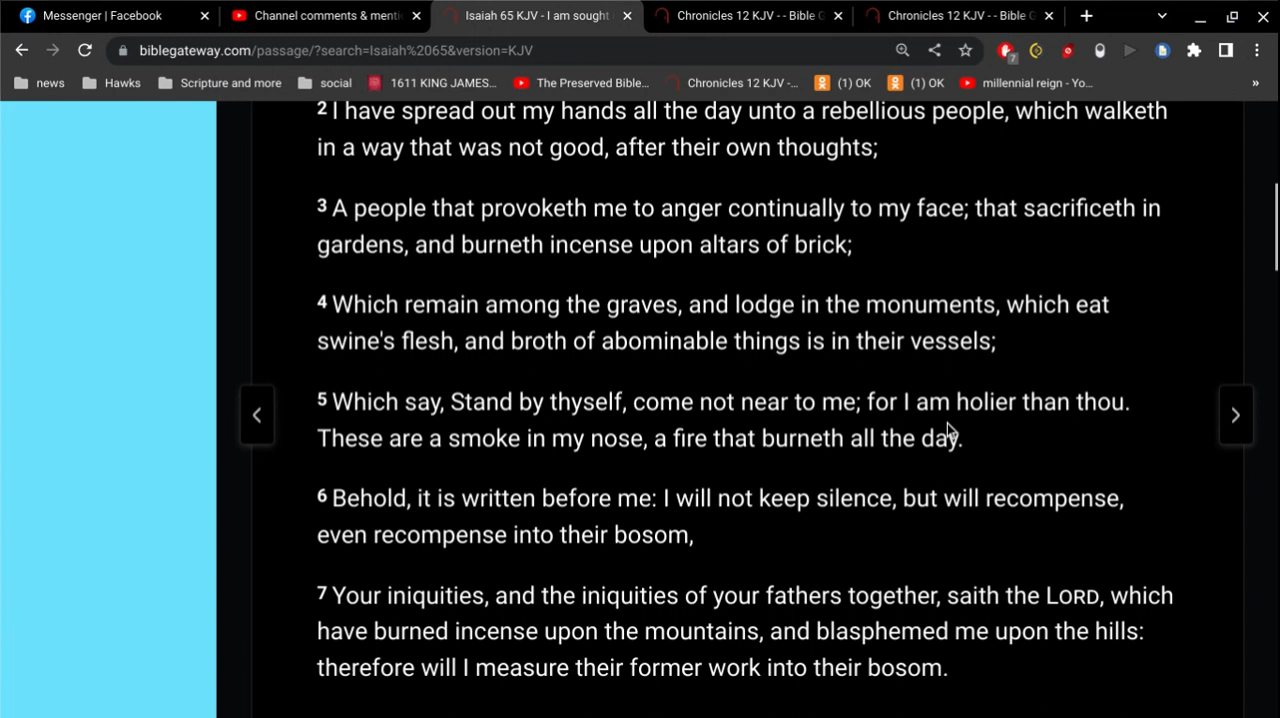 Messenger | Facebook
Channel comments & menti
Isaiah 65 KJV - I am sought
Chronicles 12 KJV - - Bible G
Chronicles 12 KJV - - Bible G
biblegateway.com/passage/?search=Isaiah%2065&version=KJV
7
news
Hawks
Scripture and more
social
1611 KING JAMES...
The Preserved Bible...
Chronicles 12 KJV -...
(1) OK
(1) OK
millennial reign - Yo...
»
2 I have spread out my hands all the day unto a rebellious people, which walketh
in a way that was not good, after their own thoughts;
3 A people that provoketh me to anger continually to my face; that sacrificeth in
gardens, and burneth incense upon altars of brick;
4 Which remain among the graves, and lodge in the monuments, which eat
swine's flesh, and broth of abominable things is in their vessels;
5 Which say, Stand by thyself, come not near to me; for I am holier than thou.
These are a smoke in my nose, a fire that burneth all the day.
6 Behold, it is written before me: I will not keep silence, but will recompense,
even recompense into their bosom,
7 Your iniquities, and the iniquities of your fathers together, saith the LORD, which
have burned incense upon the mountains, and blasphemed me upon the hills:
therefore will I measure their former work into their bosom.